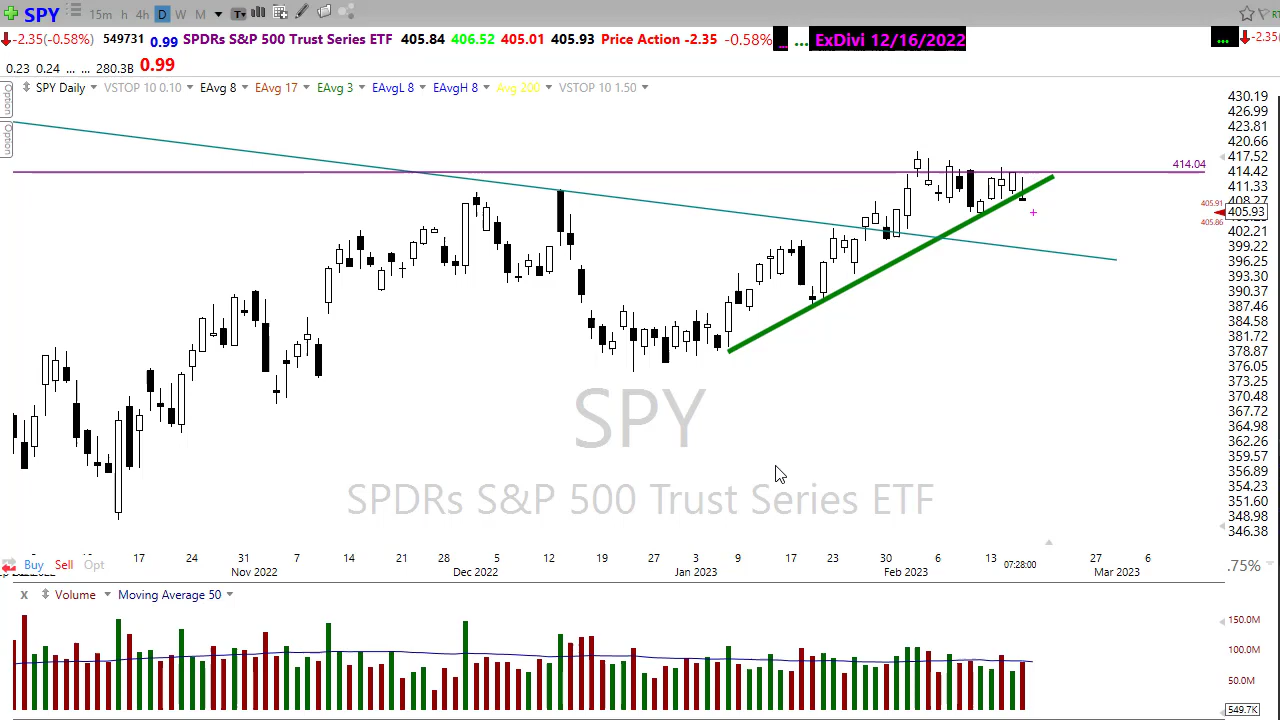 SPY 15m h 4h D W M T
-2.35(-0.58%) 549731 0.99 SPDRs S&P 500 Trust Series ETF 405.84 406.52 405.01 405.93 Price Action -2.35 -0.58% ... ExDivi 12/16/2022 ... -2.35(
0.23 0.24 ... ... 280.3B 0.99
SPY Daily VSTOP 10 0.10 EAvg 8 EAvg 17 EAvg 3 EAvgL 8 EAvgH 8 Avg 200 VSTOP 10 1.50
Option
Option
430.19
426.99
423.81
420.66
417.52
414.04
414.42
411.33
408.27
405.91
405.93
405.86
402.21
399.22
396.25
393.30
390.37
387.46
384.58
381.72
378.87
376.05
373.25
370.48
367.72
364.98
362.26
359.57
356.89
354.23
351.60
348.98
346.38
SPY
SPDRs S&P 500 Trust Series ETF
17 24 31 7 14 21 28 5 12 19 27 3 9 17 23 30 6 13 27 6
Buy Sell Opt
Nov 2022 Dec 2022 Jan 2023 Feb 2023 07:28:00 Mar 2023
.75%
X Volume Moving Average 50
150.0M
100.0M
50.0M
549.7K